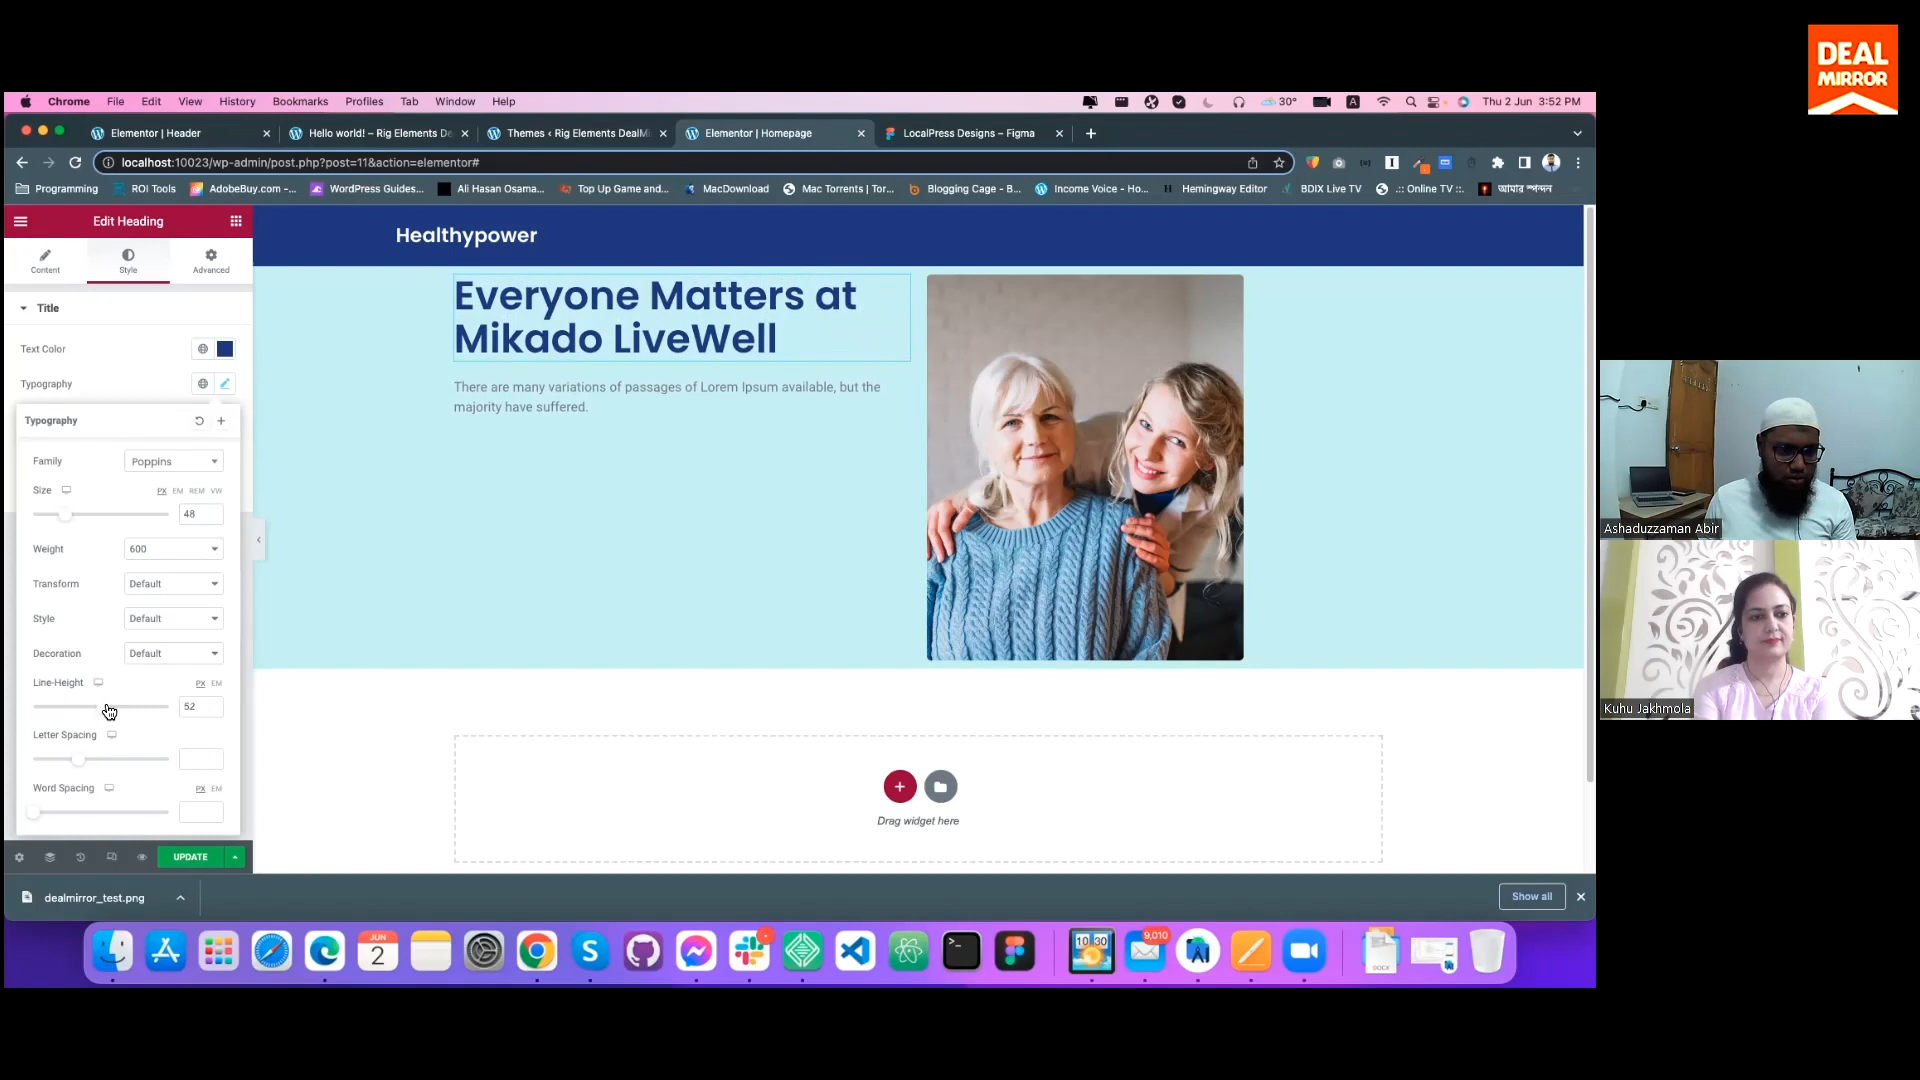 DEAL
MIRROR
Chrome File Edit View History Bookmarks Profiles Tab Window Help
A 30° Thu 2 Jun 3:52 PM
Elementor | Header
Hello world! – Rig Elements De
Themes ‹ Rig Elements DealMi
Elementor | Homepage
LocalPress Designs – Figma
localhost:10023/wp-admin/post.php?post=11&action=elementor#
Programming
ROI Tools
AdobeBuy.com -...
WordPress Guides...
Ali Hasan Osama...
Top Up Game and...
MacDownload
Mac Torrents | Tor...
Blogging Cage - B...
Income Voice - Ho...
H Hemingway Editor
BDIX Live TV
.:: Online TV ::.
আমার স্পন্দন
Edit Heading
Content
Style
Advanced
Title
Text Color
Typography
Typography
Family Poppins
Size PX EM REM VW
48
Weight 600
Transform Default
Style Default
Decoration Default
Line-Height PX EM
52
Letter Spacing
Word Spacing PX EM
UPDATE
Healthypower
Everyone Matters at
Mikado LiveWell
There are many variations of passages of Lorem Ipsum available, but the
majority have suffered.
Drag widget here
Ashaduzzaman Abir
Kuhu Jakhmola
dealmirror_test.png
Show all
JUN
2
10 30
9,010
DOCX